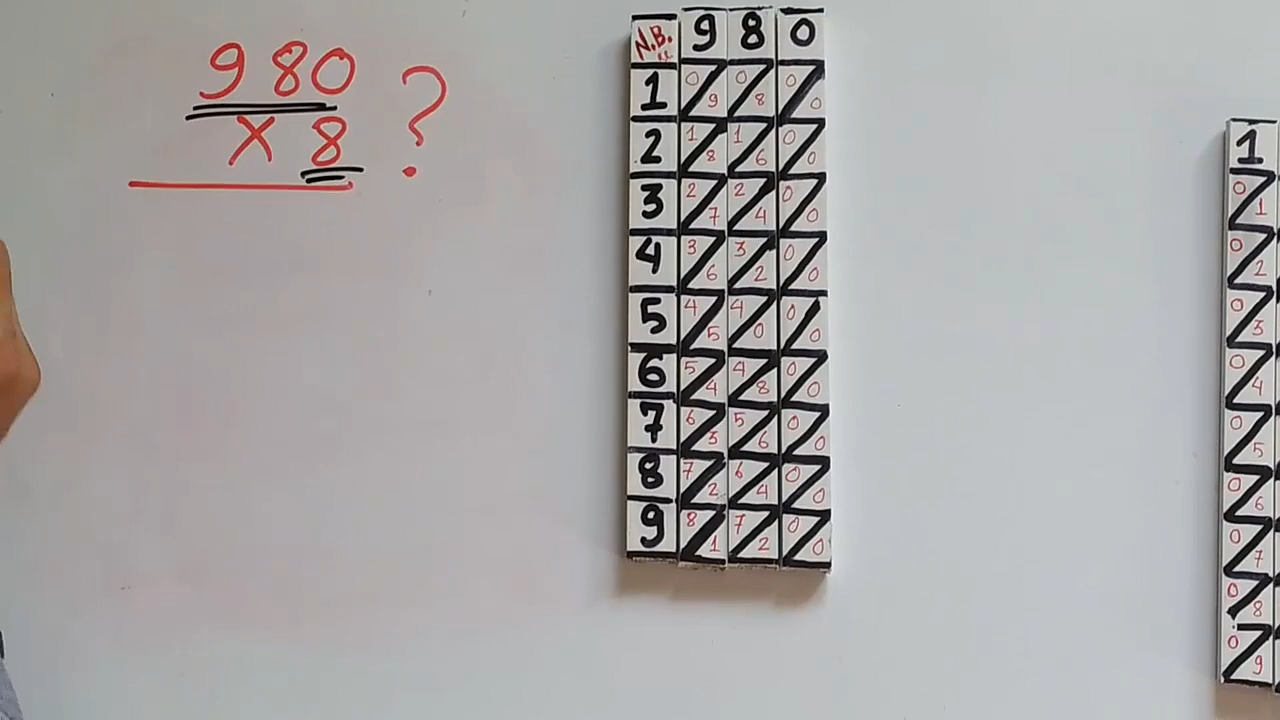 980
× 8
?
N.B. 9 8 0
1 0/9 0/8 0/0
2 1/8 1/6 0/0
3 2/7 2/4 0/0
4 3/6 3/2 0/0
5 4/5 4/0 0/0
6 5/4 4/8 0/0
7 6/3 5/6 0/0
8 7/2 6/4 0/0
9 8/1 7/2 0/0
1
0/1
0/2
0/3
0/4
0/5
0/6
0/7
0/8
0/9